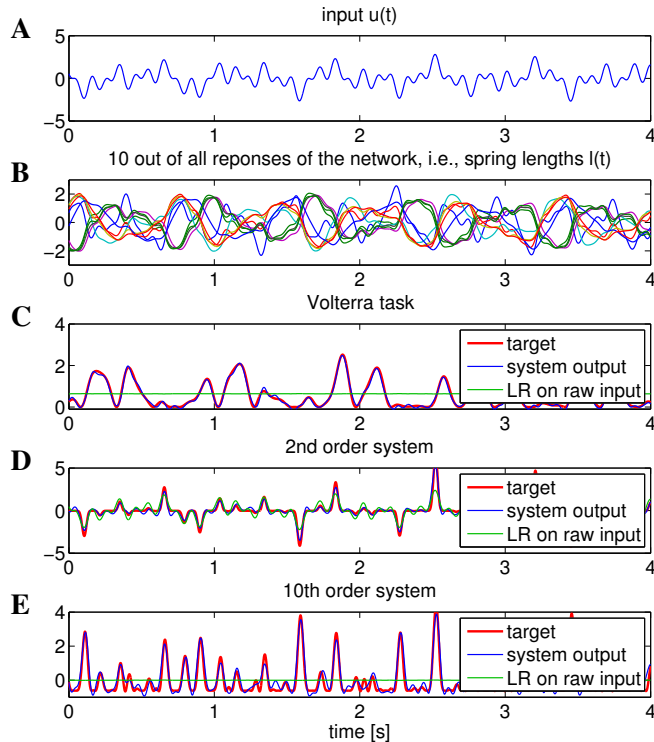 A
input u(t)
5
0
−5
0 1 2 3 4
B
10 out of all reponses of the network, i.e., spring lengths l(t)
2
0
−2
0 1 2 3 4
C
Volterra task
4
2
0
0 1 2 3 4
target
system output
LR on raw input
D
2nd order system
5
0
−5
0 1 2 3 4
target
system output
LR on raw input
E
10th order system
4
2
0
0 1 2 3 4
target
system output
LR on raw input
time [s]